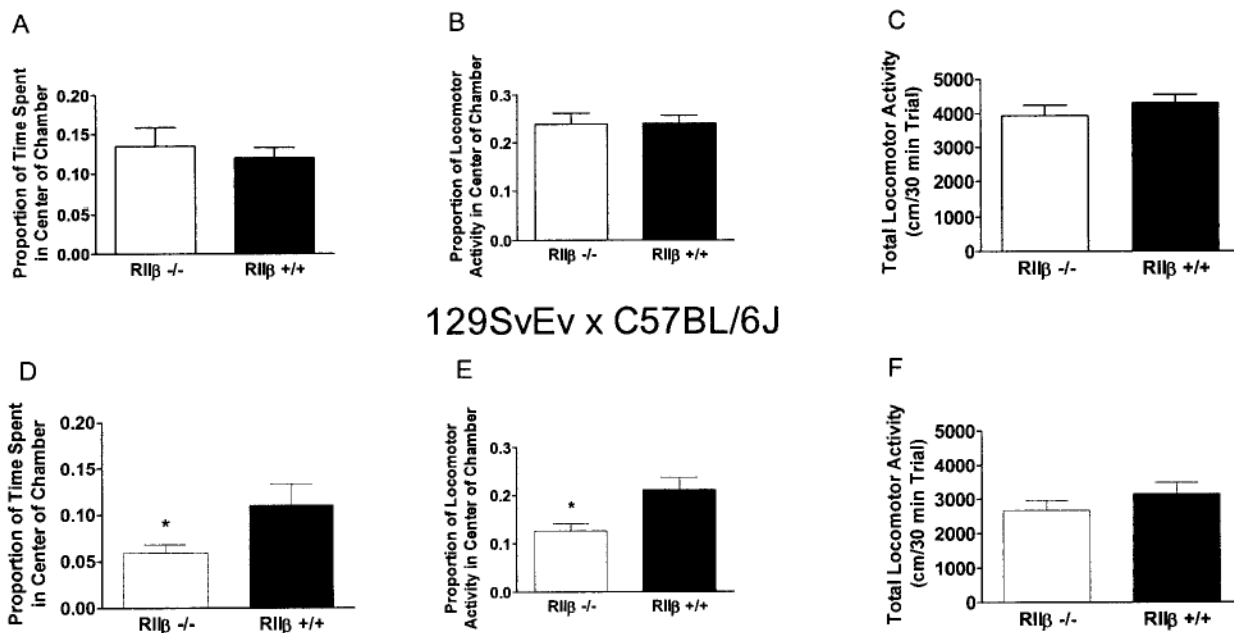 A
Proportion of Time Spent
in Center of Chamber
0.20
0.15
0.10
0.05
0.00
RIIβ -/-
RIIβ +/+
B
Proportion of Locomotor
Activity in Center of Chamber
0.3
0.2
0.1
0.0
RIIβ -/-
RIIβ +/+
C
Total Locomotor Activity
(cm/30 min Trial)
5000
4000
3000
2000
1000
0
RIIβ -/-
RIIβ +/+
129SvEv x C57BL/6J
D
Proportion of Time Spent
in Center of Chamber
0.20
0.15
0.10
0.05
0.00
*
RIIβ -/-
RIIβ +/+
E
Proportion of Locomotor
Activity in Center of Chamber
0.3
0.2
0.1
0.0
*
RIIβ -/-
RIIβ +/+
F
Total Locomotor Activity
(cm/30 min Trial)
5000
4000
3000
2000
1000
0
RIIβ -/-
RIIβ +/+